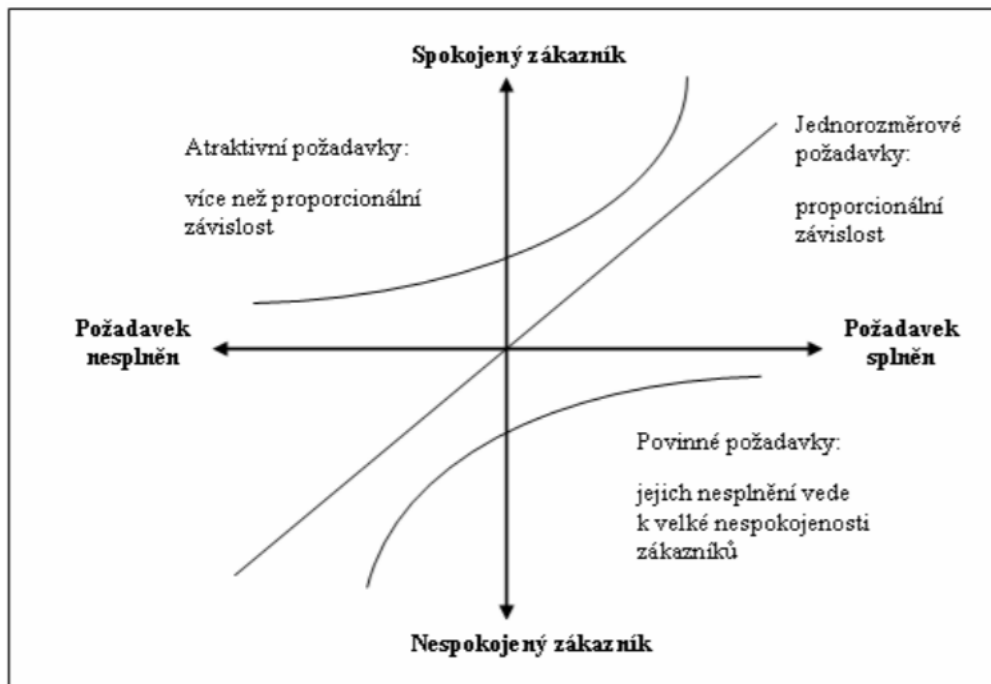 Spokojený zákazník
Atraktivní požadavky:
více než proporcionální
závislost
Jednorozměrové
požadavky:
proporcionální
závislost
Požadavek
nesplněn
Požadavek
splněn
Povinné požadavky:
jejich nesplnění vede
k velké nespokojenosti
zákazníků
Nespokojený zákazník